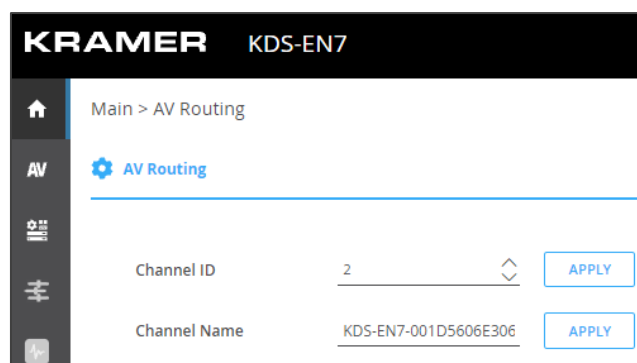 KRAMER KDS-EN7
Main > AV Routing
AV
AV Routing
Channel ID 2 APPLY
Channel Name KDS-EN7-001D5606E306 APPLY